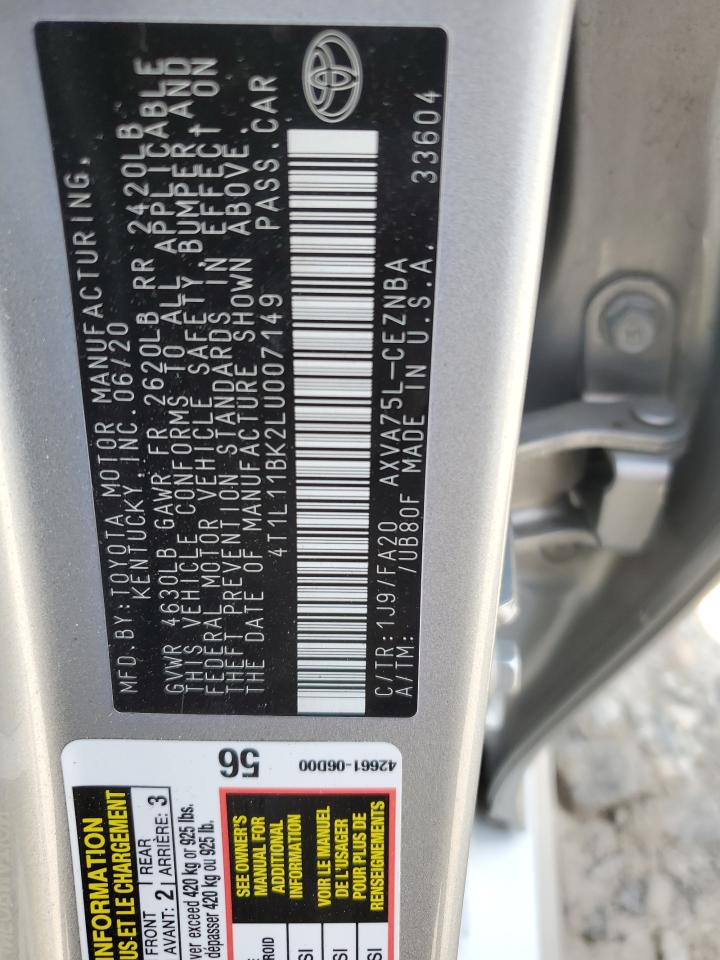 MFD. BY: TOYOTA MOTOR MANUFACTURING,
KENTUCKY, INC. 06/20
GVWR 4630LB GAWR FR 2620LB RR 2420LB
THIS VEHICLE CONFORMS TO ALL APPLICABLE
FEDERAL MOTOR VEHICLE SAFETY, BUMPER, AND
THEFT PREVENTION STANDARDS IN EFFECT ON
THE DATE OF MANUFACTURE SHOWN ABOVE.
4T1L11BK2LU007149 PASS.CAR
C/TR: 1J9/FA20 AXVA75L-CEZNBA 33604
A/TM: /UB80F MADE IN U.S.A.
INFORMATION
US-ET LE CHARGEMENT
FRONT 2 REAR 3
AVANT: ARRIÈRE:
ver exceed 420 kg or 925 lbs.
dépasser 420 kg ou 925 lb.
56
42661-06D00
SEE OWNER'S
MANUAL FOR
ADDITIONAL
INFORMATION
VOIR LE MANUEL
DE L'USAGER
POUR PLUS DE
RENSEIGNEMENTS
ROID
SI
SI
SI